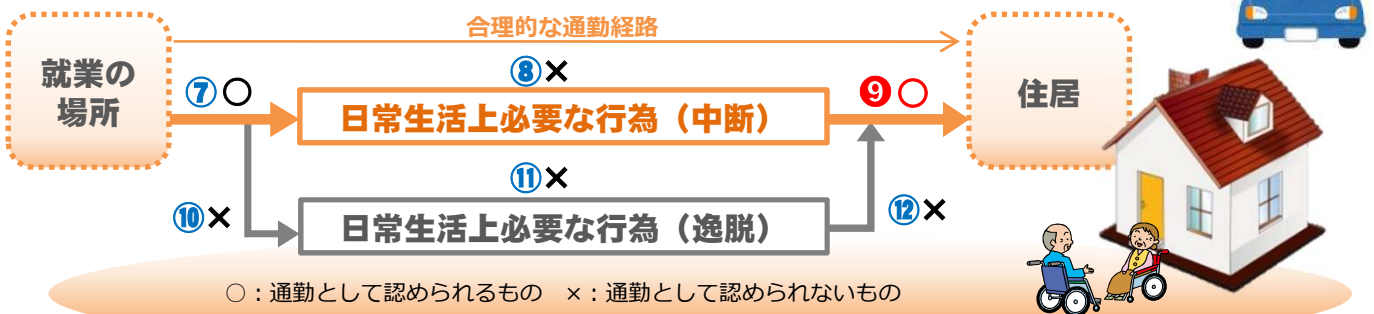 合理的な通勤経路
就業の
場所
⑦○
⑧×
日常生活上必要な行為（中断）
❾○
住居
⑩×
⑪×
日常生活上必要な行為（逸脱）
⑫×
○：通勤として認められるもの ×：通勤として認められないもの